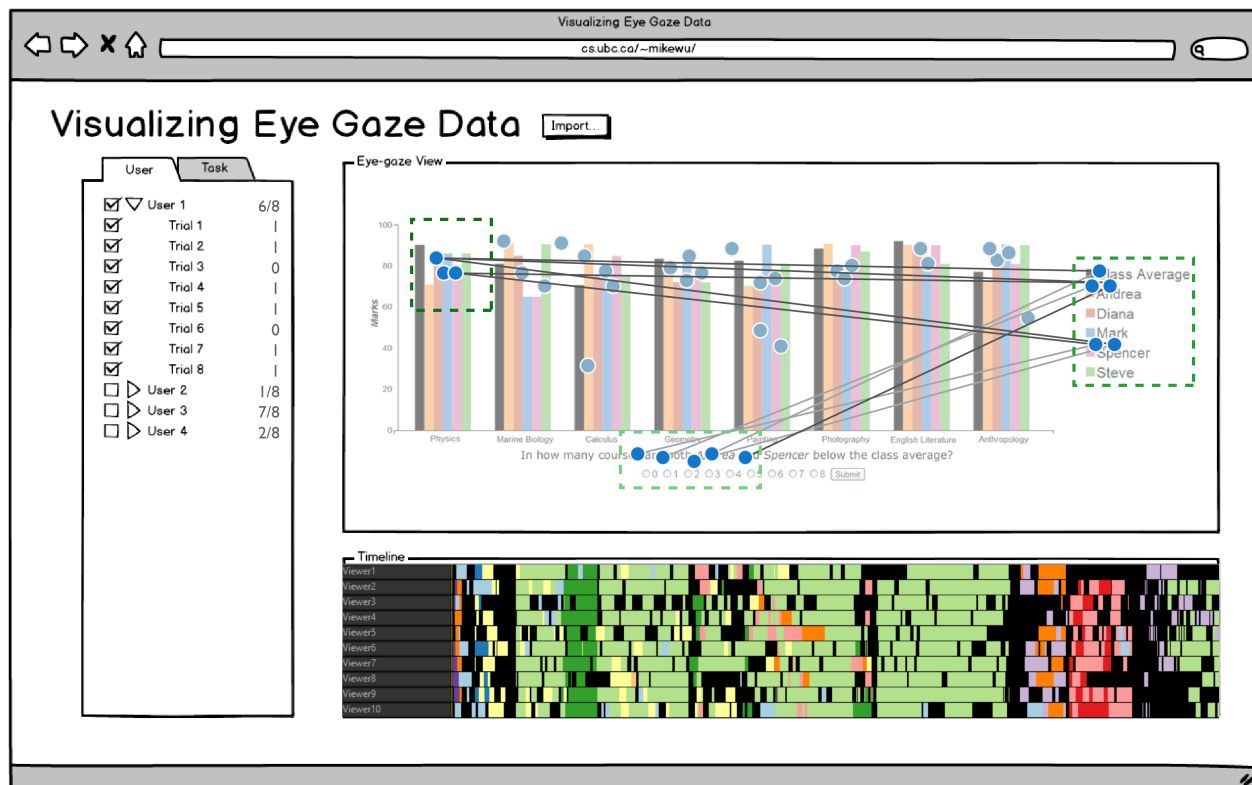 Visualizing Eye Gaze Data
cs.ubc.ca/~mikewu/
Visualizing Eye Gaze Data
Import...
User
Task
User 1 6/8
Trial 1 1
Trial 2 1
Trial 3 0
Trial 4 1
Trial 5 1
Trial 6 0
Trial 7 1
Trial 8 1
User 2 1/8
User 3 7/8
User 4 2/8
Eye-gaze View
Marks
100
80
60
40
20
0
Physics
Marine Biology
Calculus
Geometry
Painting
Photography
English Literature
Anthropology
Class Average
Andrea
Diana
Mark
Spencer
Steve
In how many courses are both Andrea and Spencer below the class average?
0 1 2 3 4 5 6 7 8 Submit
Timeline
Viewer1
Viewer2
Viewer3
Viewer4
Viewer5
Viewer6
Viewer7
Viewer8
Viewer9
Viewer10